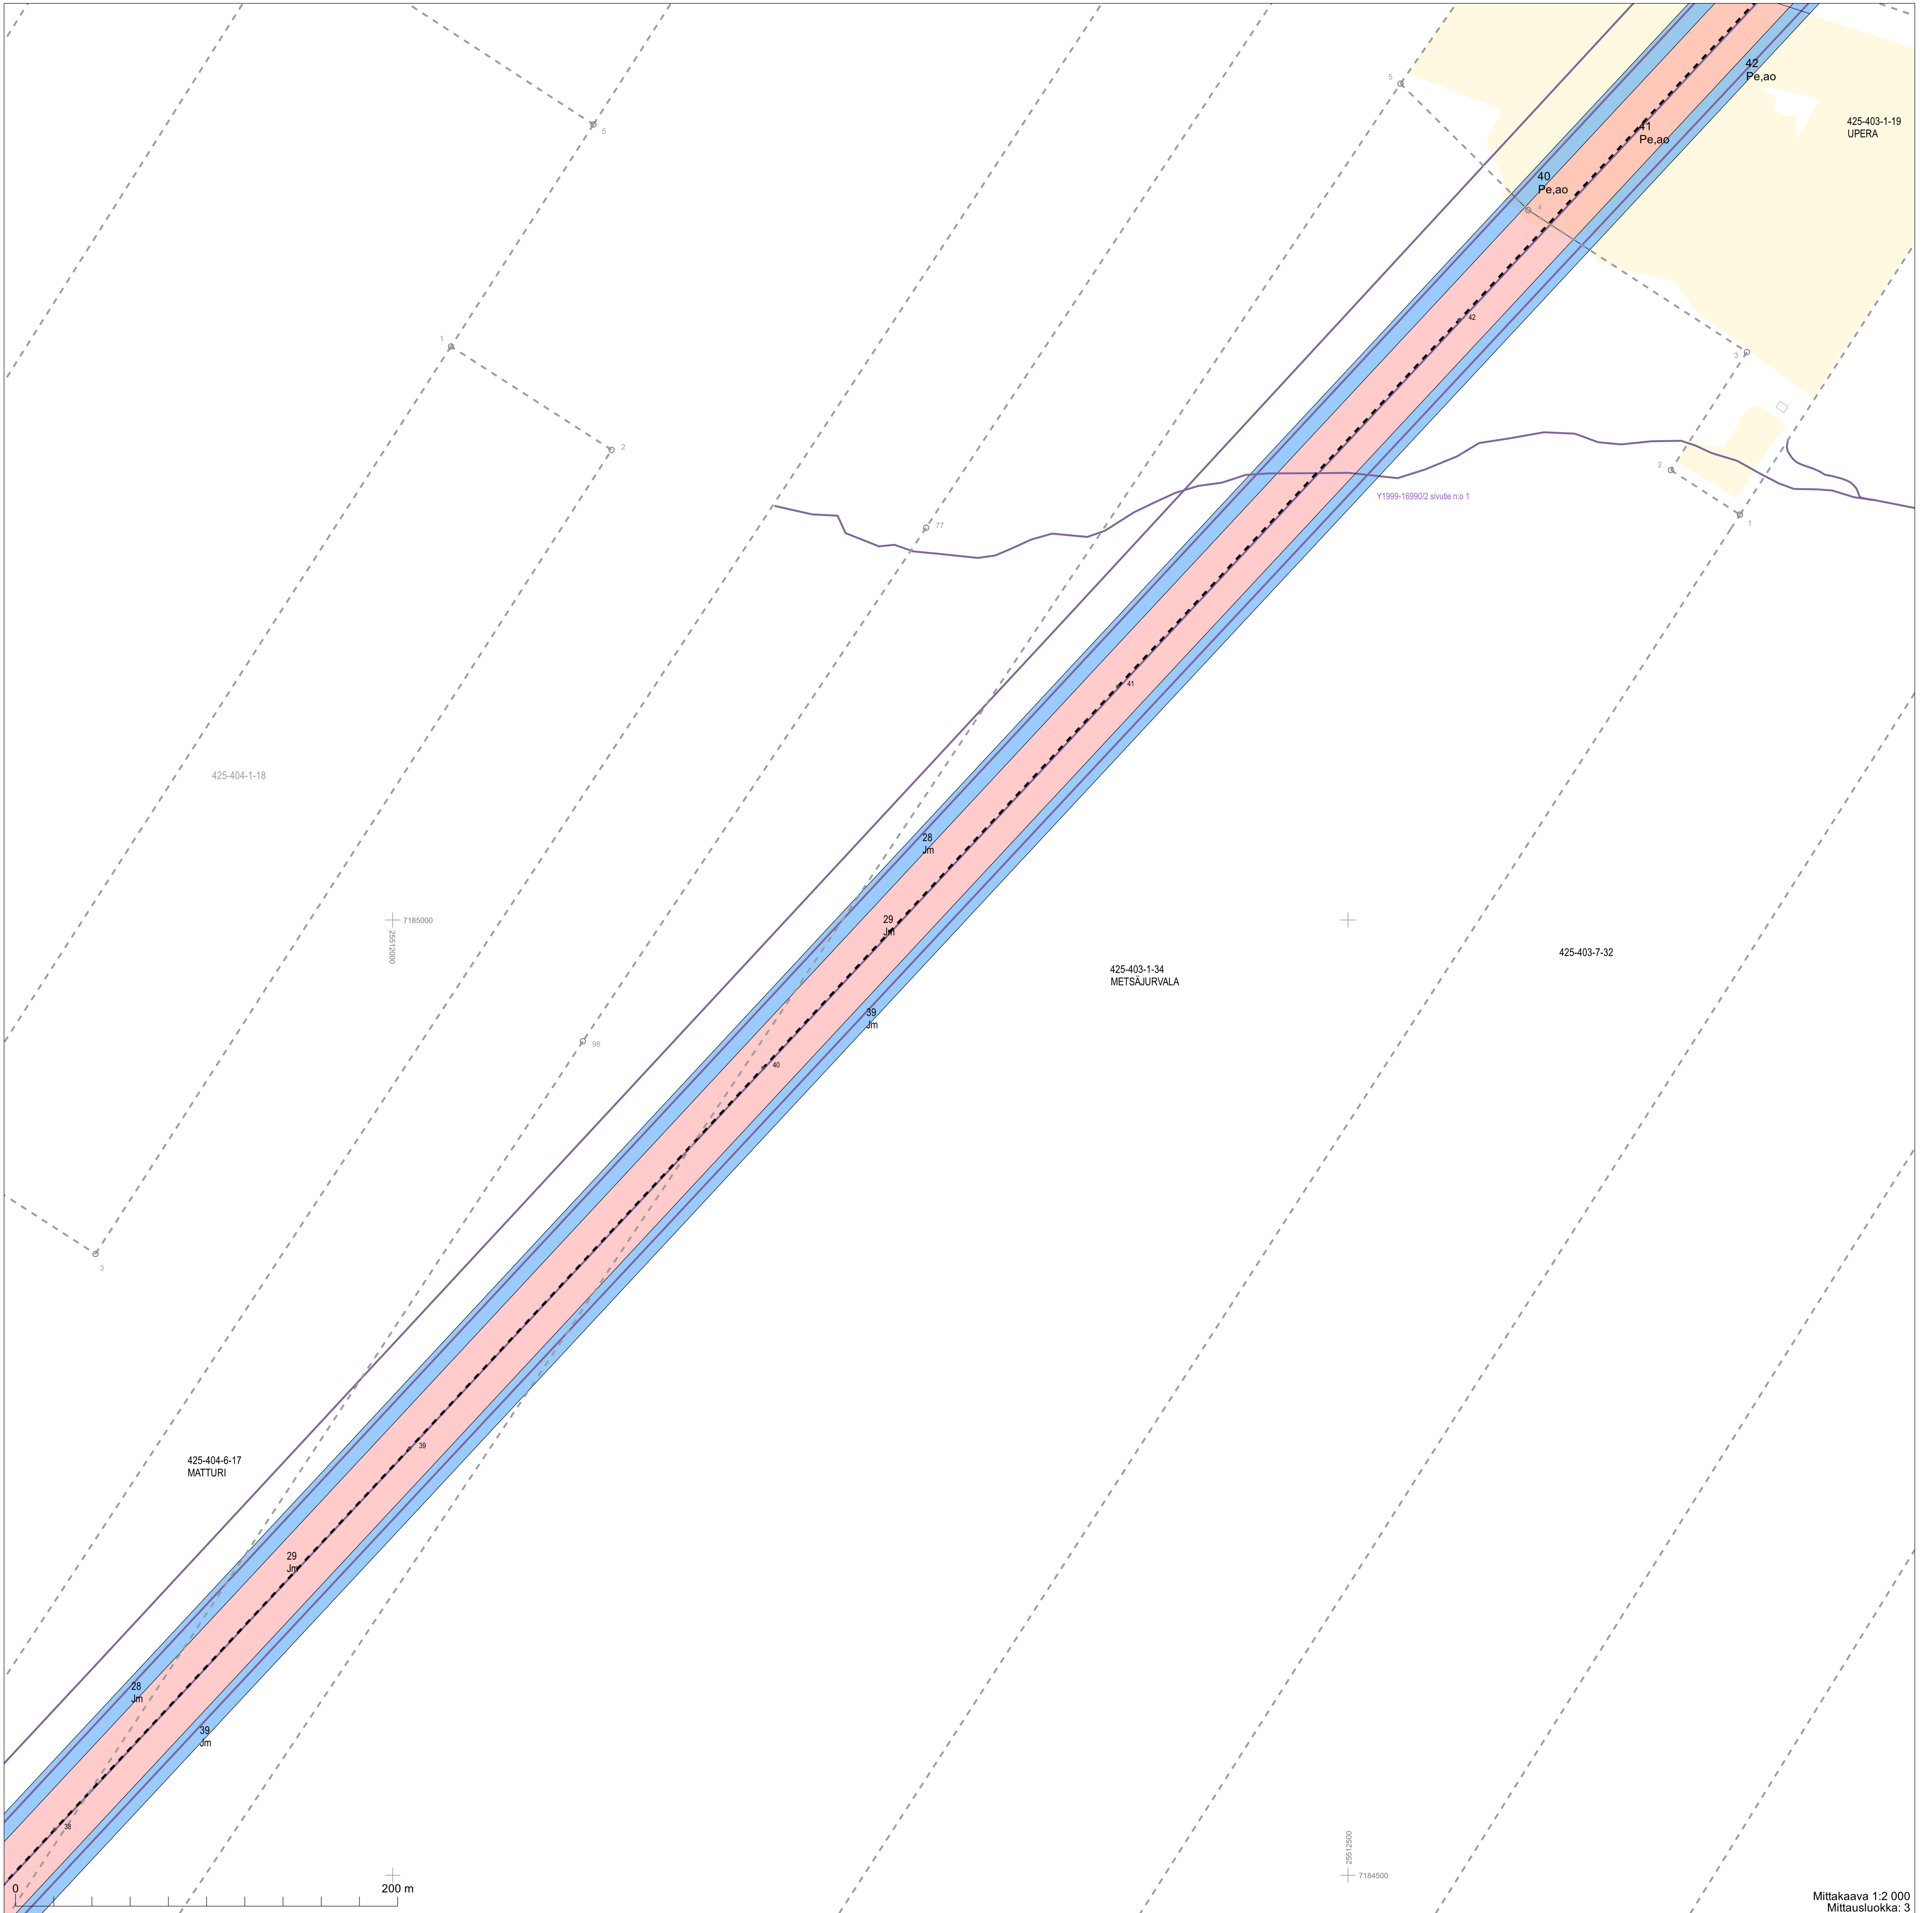 42
Pe,ao
5
425-403-1-19
UPERA
41
Pe,ao
5
40
Pe,ao
4
42
1
3
2
2
Y1999-16990/2 sivutie n:o 1
77
1
41
425-404-1-18
28
Jm
7185000
25512000
29
Jm
425-403-7-32
425-403-1-34
METSÄJURVALA
39
Jm
98
40
3
39
425-404-6-17
MATTURI
29
Jm
28
Jm
39
Jm
38
25512500
7184500
0
200 m
Mittakaava 1:2 000
Mittausluokka: 3